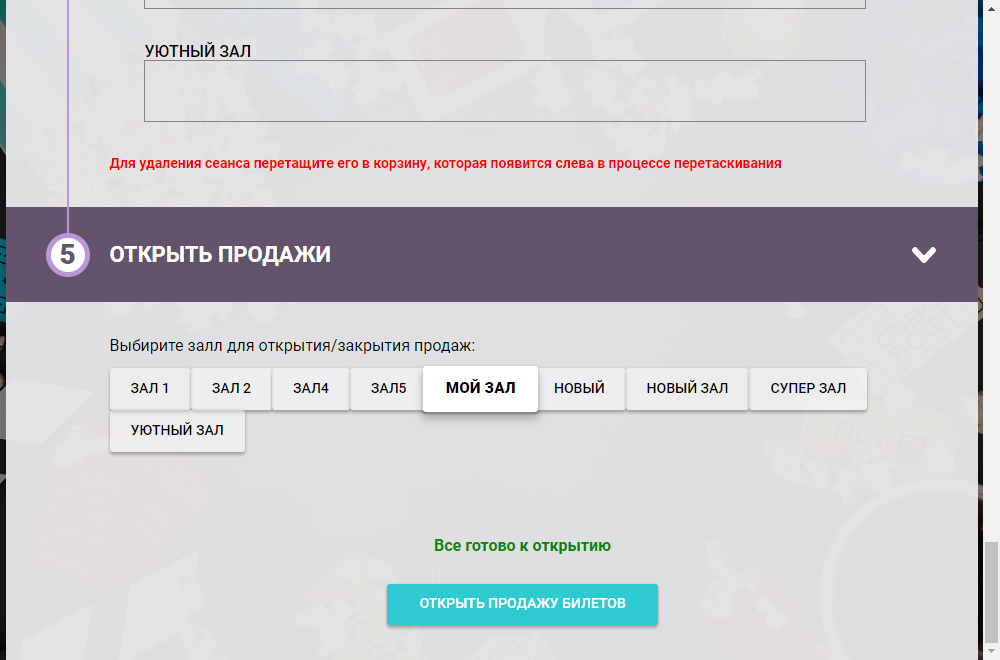 УЮТНЫЙ ЗАЛ
Для удаления сеанса перетащите его в корзину, которая появится слева в процессе перетаскивания
5 ОТКРЫТЬ ПРОДАЖИ
Выбирите залл для открытия/закрытия продаж:
ЗАЛ 1 ЗАЛ 2 ЗАЛ4 ЗАЛ5 МОЙ ЗАЛ НОВЫЙ НОВЫЙ ЗАЛ СУПЕР ЗАЛ
УЮТНЫЙ ЗАЛ
Все готово к открытию
ОТКРЫТЬ ПРОДАЖУ БИЛЕТОВ